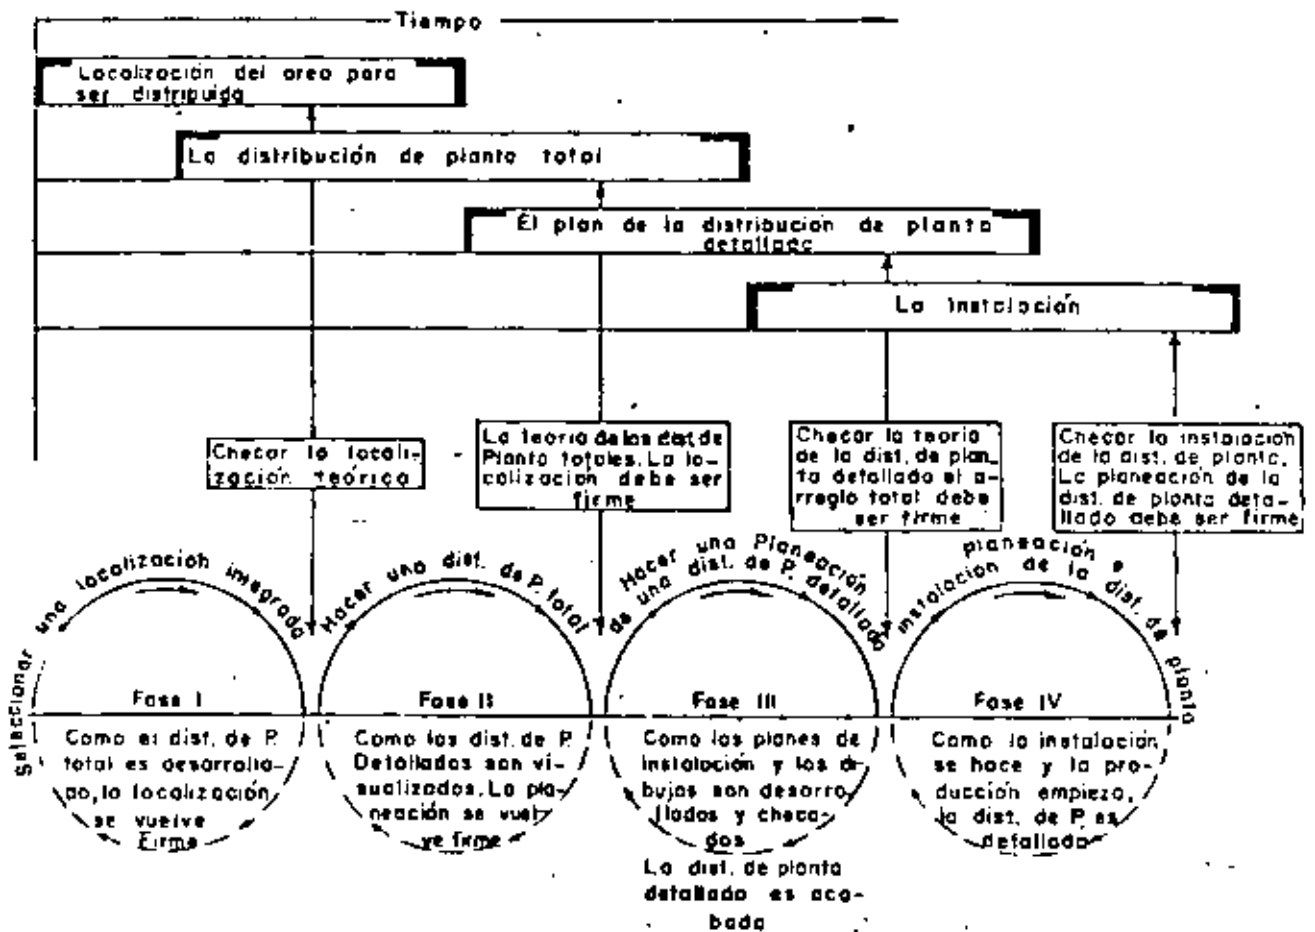 Tiempo
Localización del area para
ser distribuida
La distribución de planta total
El plan de la distribución de planta
detallada
La instalación
Checar la locali-
zación teórica
La teoría de las dist. de
Planta totales. La lo-
calización debe ser
firme
Checar la teoría
de la dist. de plan_
ta detallada el a-
rreglo total debe
ser firme
Checar la instalación
de la dist. de planta.
La planeación de la
dist. de planta deta-
llada debe ser firme
Seleccionar una localización integrada
Hacer una dist. de P. total
Hacer una Planeación
de una dist. de P. detallada
planeación e
instalación de la dist. de planta
Fase I
Fase II
Fase III
Fase IV
Como el dist. de P.
total es desarrolla-
do, la localización
se vuelve
Firme
Como las dist. de P.
Detalladas son vi-
sualizadas. La pla-
neación se vuel-
ve firme
Como los planes de
Instalación y los di-
bujos son desarro_
llados y checa-
dos
La dist. de planta
detallada es aca-
bada
Como la instalación
se hace y la pro-
ducción empieza,
la dist. de P. es
detallada